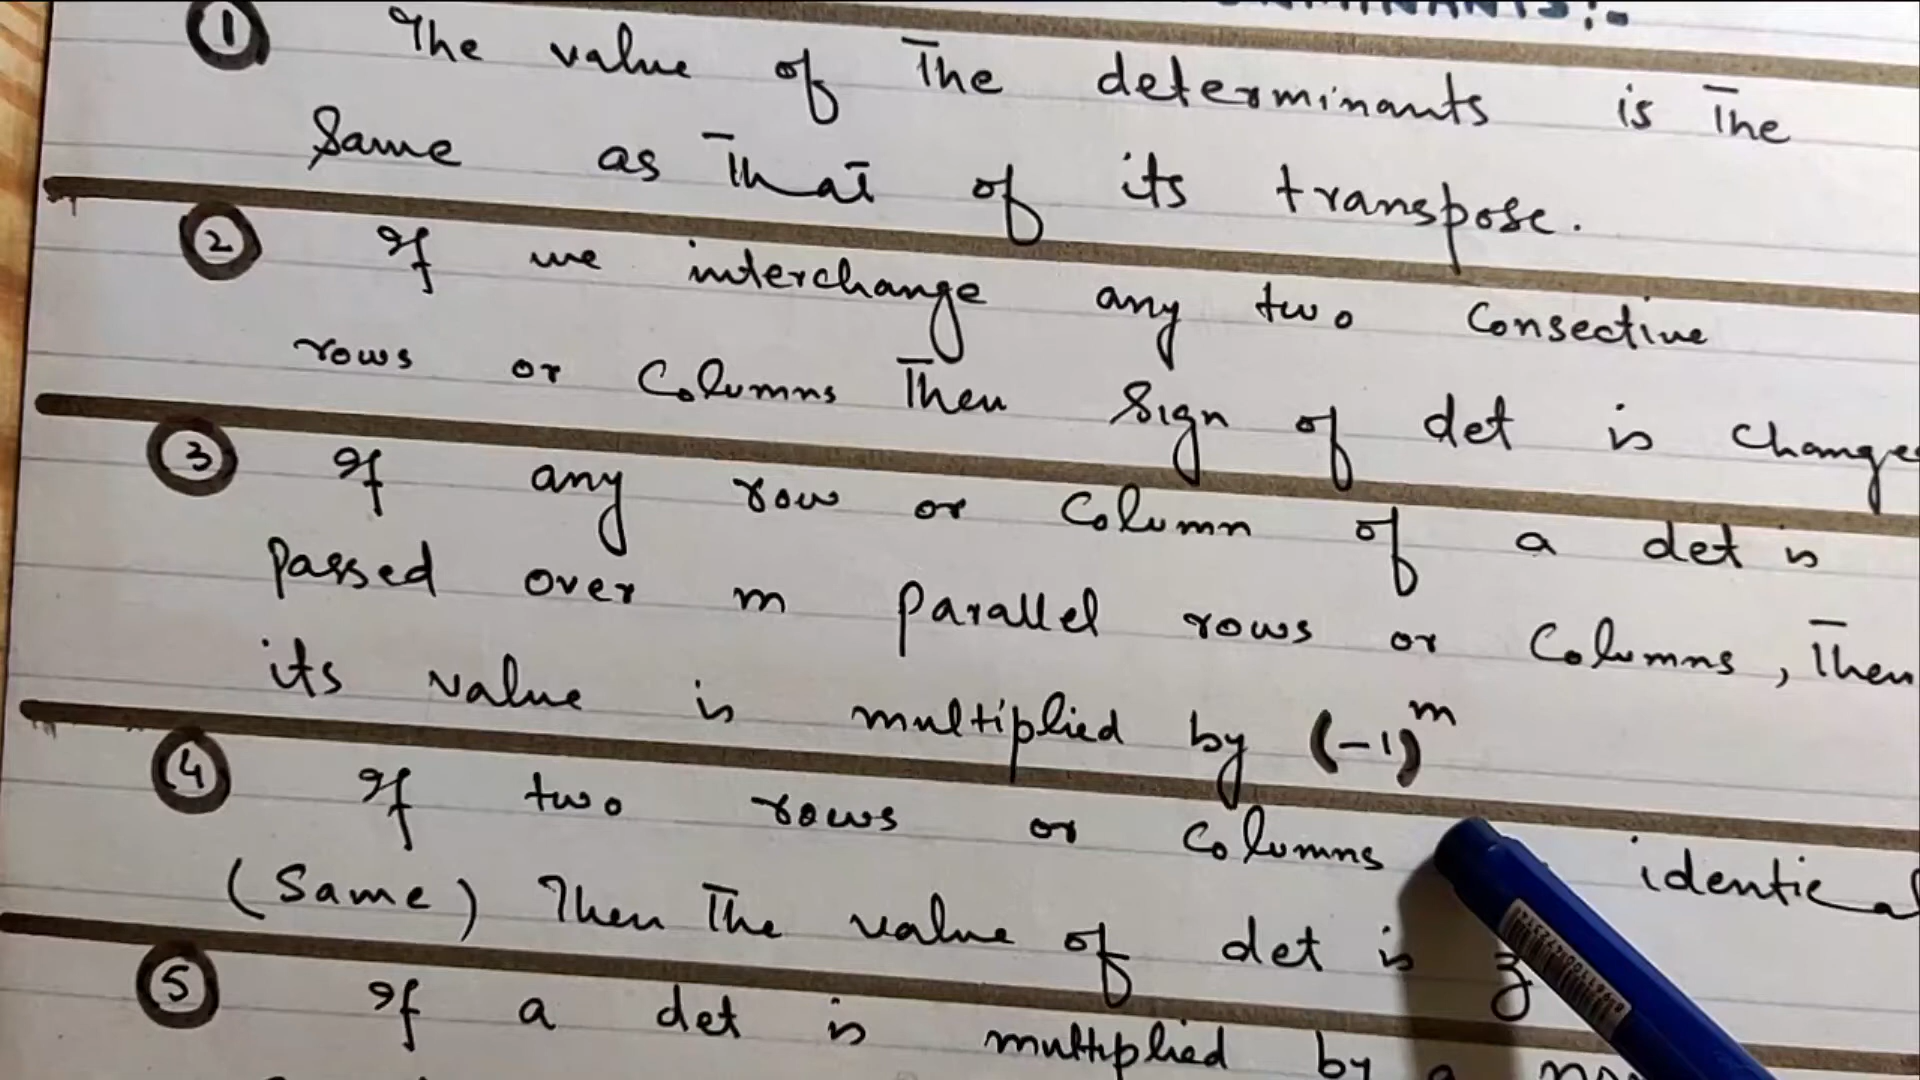 ① The value of The determinants is The
Same as That of its transpose.
② If we interchange any two Consective
rows or Columns Then Sign of det is change
③ If any row or Column of a det is
passed over m parallel rows or Columns, Then
its value is multiplied by (-1)^m
④ If two rows or Columns identical
(Same) Then The value of det is
⑤ If a det is multiplied by a